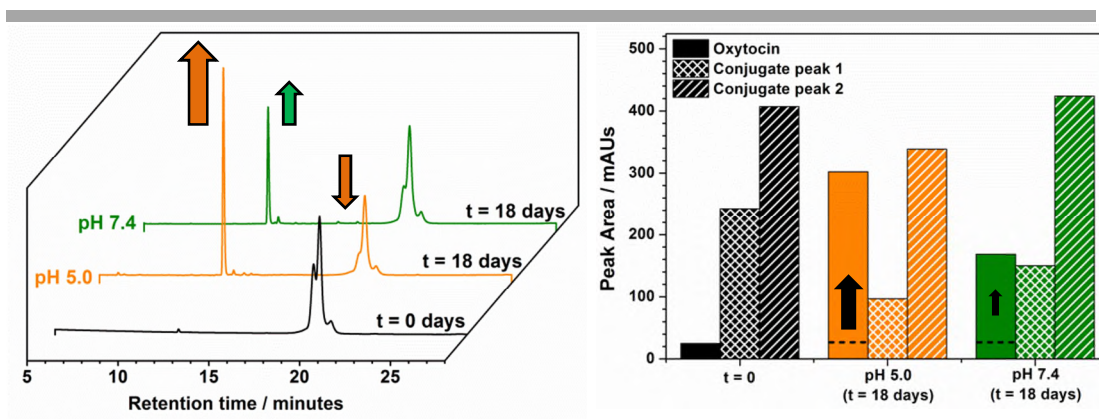 pH 7.4
t = 18 days
pH 5.0
t = 18 days
t = 0 days
5 10 15 20 25
Retention time / minutes
Oxytocin
Conjugate peak 1
Conjugate peak 2
500
400
300
200
100
0
Peak Area / mAUs
t = 0
pH 5.0
(t = 18 days)
pH 7.4
(t = 18 days)